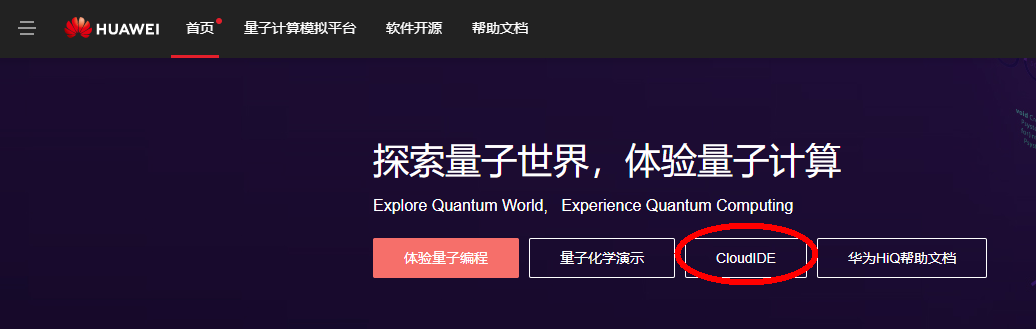 HUAWEI 首页 量子计算模拟平台 软件开源 帮助文档
探索量子世界，体验量子计算
Explore Quantum World, Experience Quantum Computing
体验量子编程 量子化学演示 CloudIDE 华为HiQ帮助文档